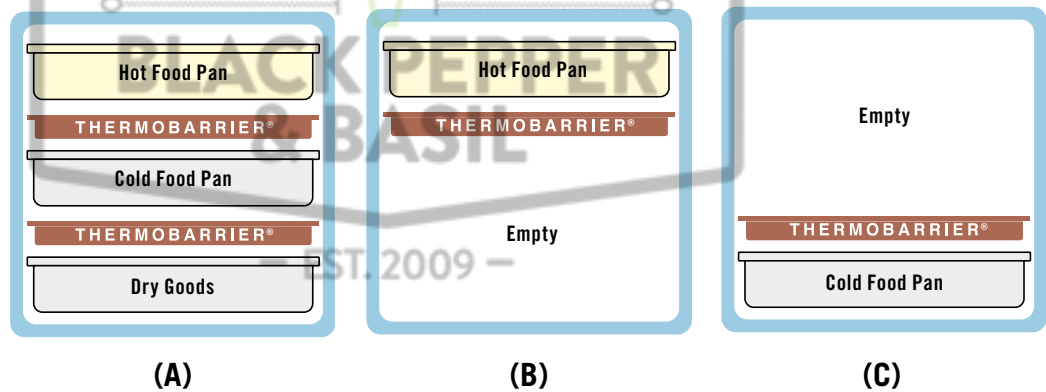 Hot Food Pan
THERMOBARRIER®
Cold Food Pan
THERMOBARRIER®
Dry Goods
(A)
Hot Food Pan
THERMOBARRIER®
Empty
(B)
Empty
THERMOBARRIER®
Cold Food Pan
(C)
BLACK PEPPER
& BASIL
— EST. 2009 —